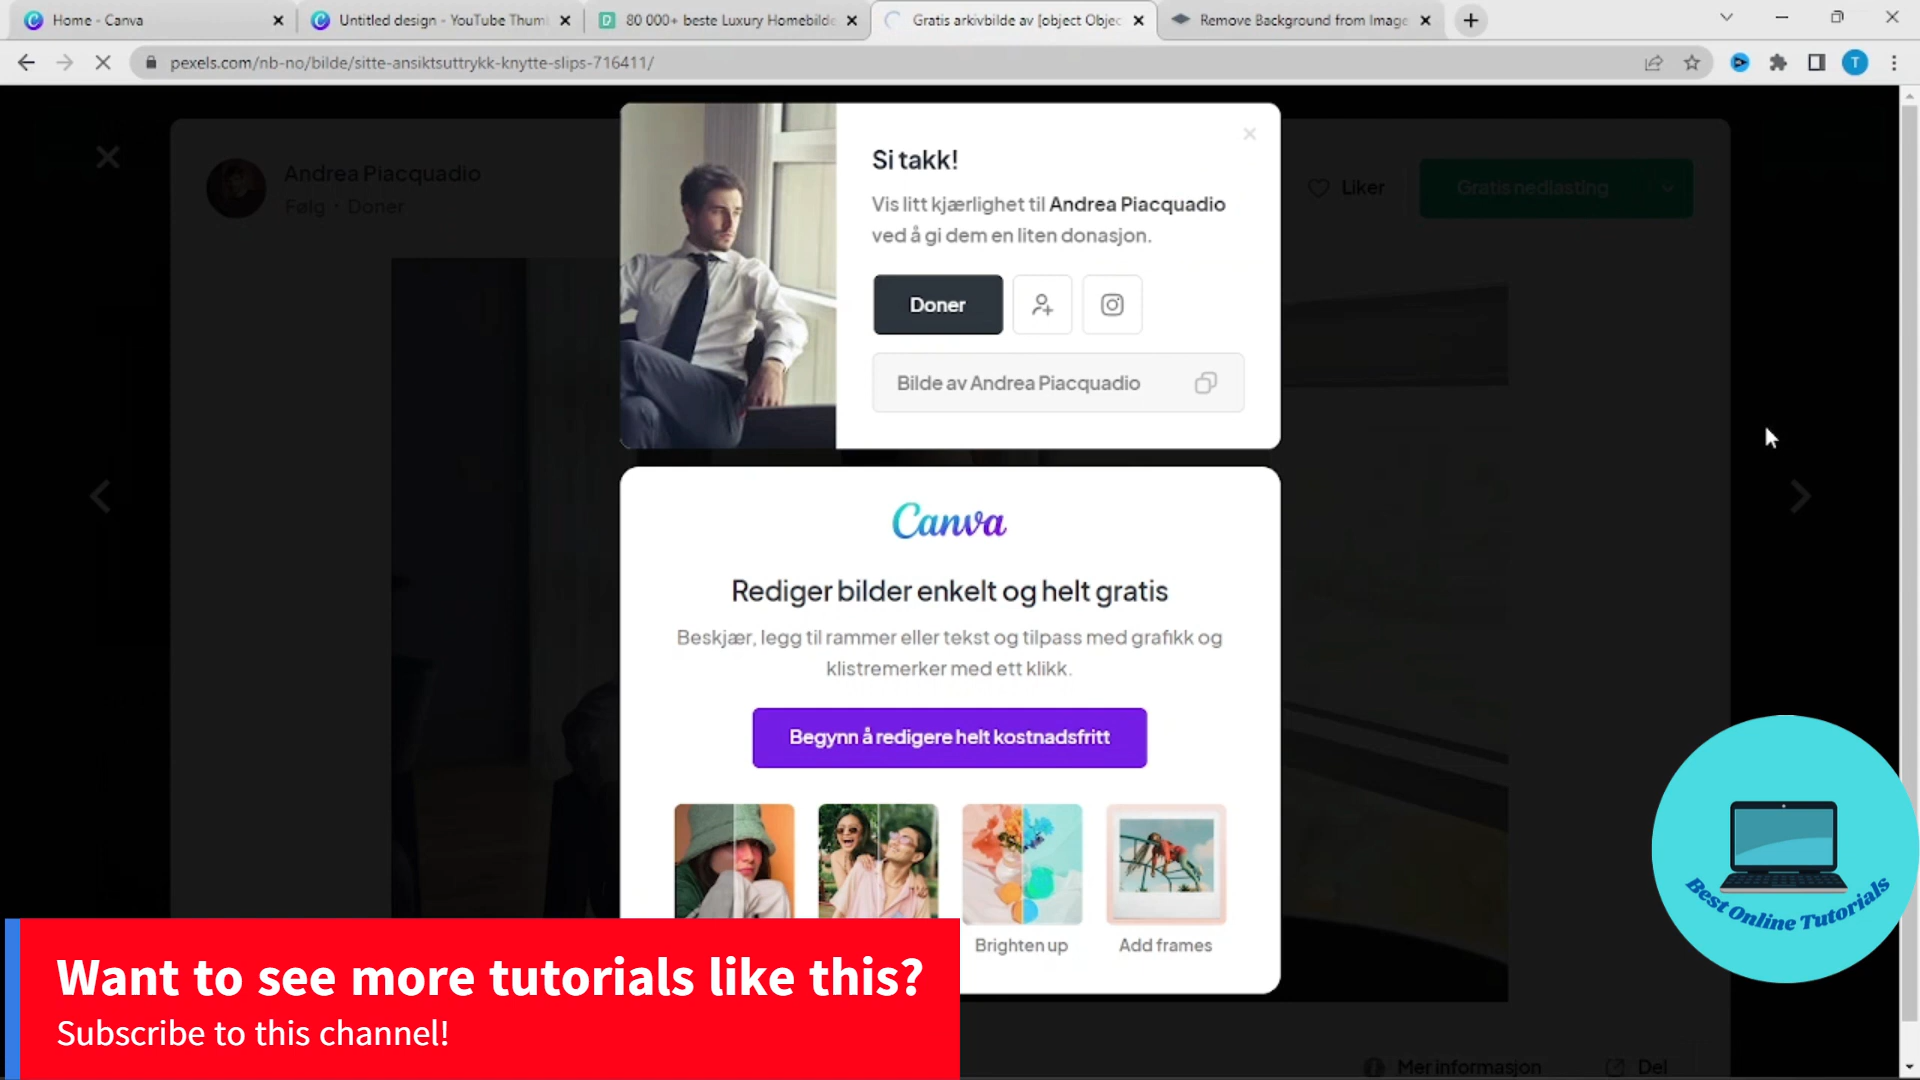 Home - Canva
Untitled design - YouTube Thum
80 000+ beste Luxury Homebilde
Gratis arkivbilde av [object Objec
Remove Background from Image
pexels.com/nb-no/bilde/sitte-ansiktsuttrykk-knytte-slips-716411/
T
Andrea Piacquadio
Følg • Doner
Liker
Gratis nedlasting
Si takk!
Vis litt kjærlighet til Andrea Piacquadio
ved å gi dem en liten donasjon.
Doner
Bilde av Andrea Piacquadio
Canva
Rediger bilder enkelt og helt gratis
Beskjær, legg til rammer eller tekst og tilpass med grafikk og
klistremerker med ett klikk.
Begynn å redigere helt kostnadsfritt
Brighten up
Add frames
Best Online Tutorials
Want to see more tutorials like this?
Subscribe to this channel!
Mer informasjon
Del